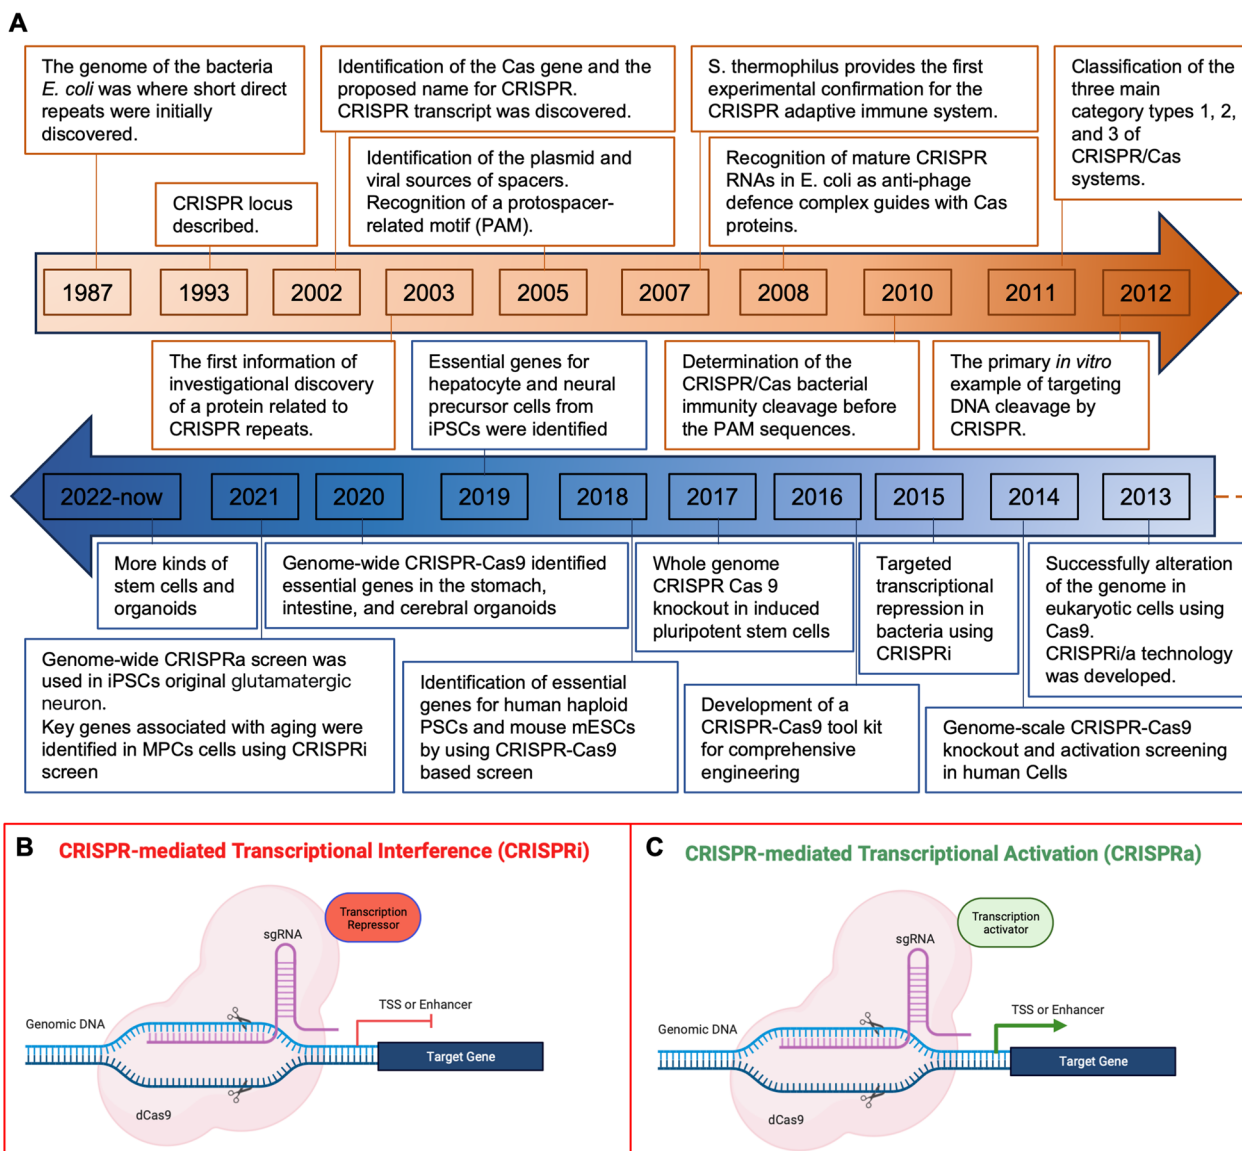 A
The genome of the bacteria
E. coli was where short direct
repeats were initially
discovered.
Identification of the Cas gene and the
proposed name for CRISPR.
CRISPR transcript was discovered.
S. thermophilus provides the first
experimental confirmation for the
CRISPR adaptive immune system.
Classification of the
three main
category types 1, 2,
and 3 of
CRISPR/Cas
systems.
CRISPR locus
described.
Identification of the plasmid and
viral sources of spacers.
Recognition of a protospacer-
related motif (PAM).
Recognition of mature CRISPR
RNAs in E. coli as anti-phage
defence complex guides with Cas
proteins.
1987
1993
2002
2003
2005
2007
2008
2010
2011
2012
The first information of
investigational discovery
of a protein related to
CRISPR repeats.
Essential genes for
hepatocyte and neural
precursor cells from
iPSCs were identified
Determination of the
CRISPR/Cas bacterial
immunity cleavage before
the PAM sequences.
The primary in vitro
example of targeting
DNA cleavage by
CRISPR.
2022-now
2021
2020
2019
2018
2017
2016
2015
2014
2013
More kinds of
stem cells and
organoids
Genome-wide CRISPR-Cas9 identified
essential genes in the stomach,
intestine, and cerebral organoids
Whole genome
CRISPR Cas 9
knockout in induced
pluripotent stem cells
Targeted
transcriptional
repression in
bacteria using
CRISPRi
Successfully alteration
of the genome in
eukaryotic cells using
Cas9.
CRISPRi/a technology
was developed.
Genome-wide CRISPRa screen was
used in iPSCs original glutamatergic
neuron.
Key genes associated with aging were
identified in MPCs cells using CRISPRi
screen
Identification of essential
genes for human haploid
PSCs and mouse mESCs
by using CRISPR-Cas9
based screen
Development of a
CRISPR-Cas9 tool kit
for comprehensive
engineering
Genome-scale CRISPR-Cas9
knockout and activation screening
in human Cells
B
CRISPR-mediated Transcriptional Interference (CRISPRi)
Transcription
Repressor
sgRNA
TSS or Enhancer
Genomic DNA
Target Gene
dCas9
C
CRISPR-mediated Transcriptional Activation (CRISPRa)
Transcription
activator
sgRNA
TSS or Enhancer
Genomic DNA
Target Gene
dCas9